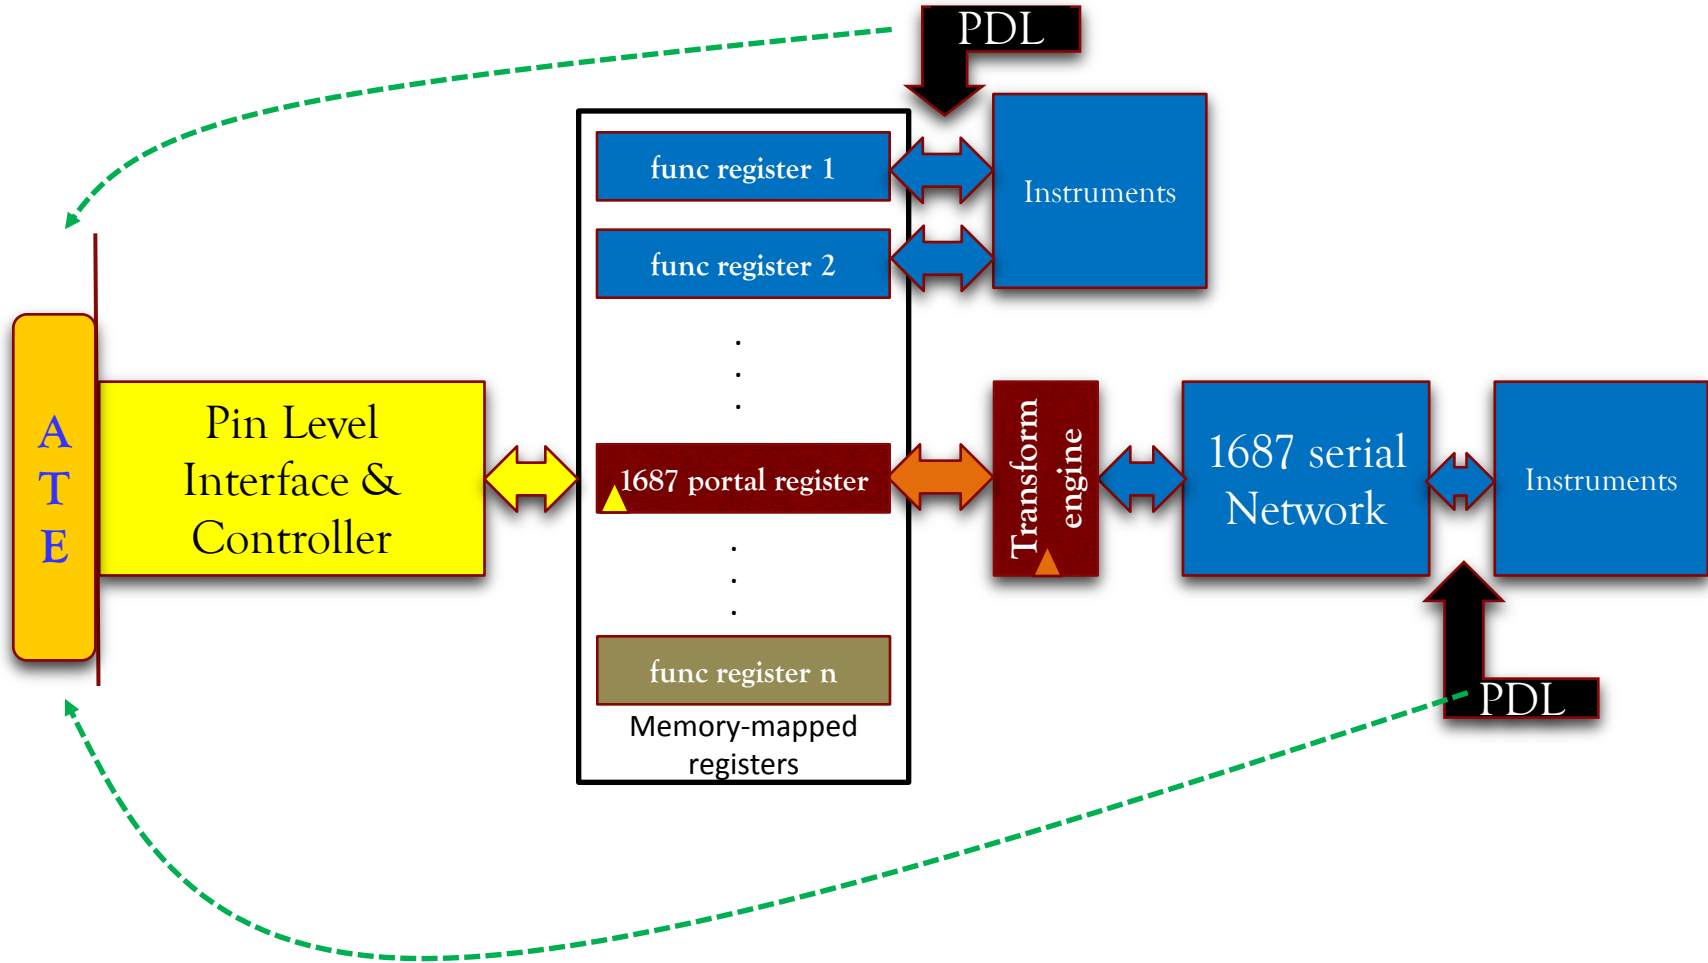 PDL
func register 1
Instruments
func register 2
.
.
.
A
T
E
Pin Level
Interface &
Controller
1687 portal register
Transform
engine
1687 serial
Network
Instruments
.
.
.
func register n
Memory-mapped
registers
PDL